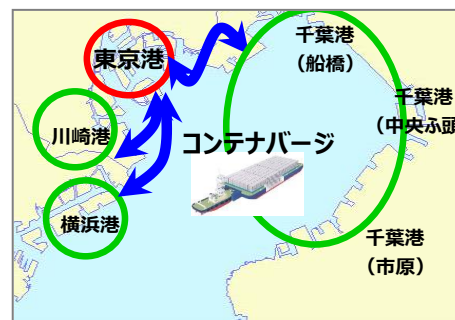 東京港
川崎港
横浜港
コンテナバージ
千葉港
（船橋）
千葉港
（中央ふ頭
千葉港
（市原）